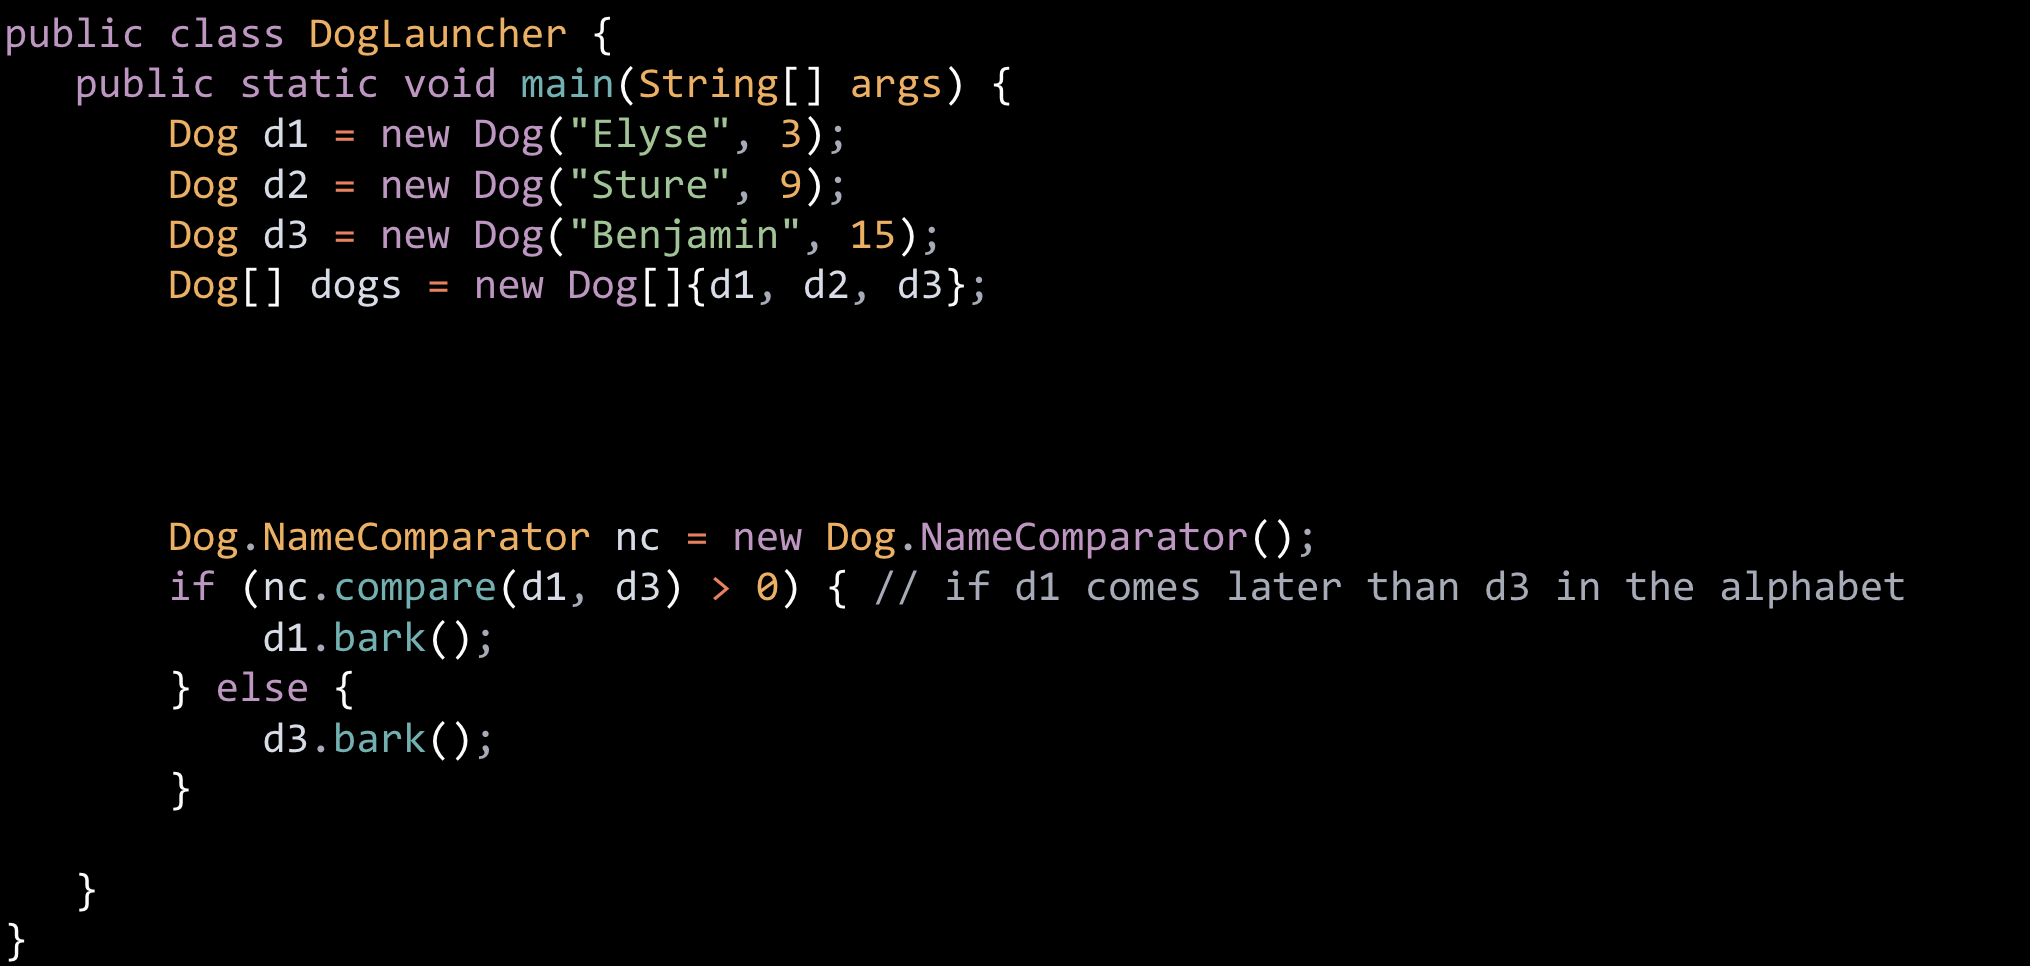 public class DogLauncher {
   public static void main(String[] args) {
       Dog d1 = new Dog("Elyse", 3);
       Dog d2 = new Dog("Sture", 9);
       Dog d3 = new Dog("Benjamin", 15);
       Dog[] dogs = new Dog[]{d1, d2, d3};
       Dog.NameComparator nc = new Dog.NameComparator();
       if (nc.compare(d1, d3) > 0) { // if d1 comes later than d3 in the alphabet
           d1.bark();
       } else {
           d3.bark();
       }
   }
}